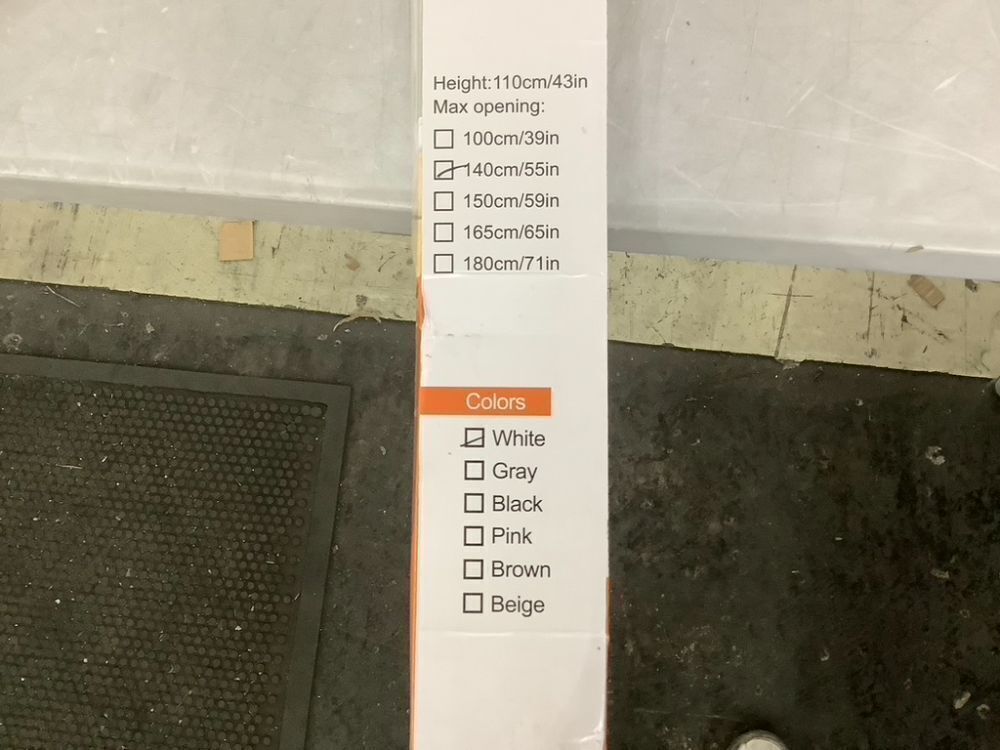 Height:110cm/43in
Max opening:
100cm/39in
140cm/55in
150cm/59in
165cm/65in
180cm/71in
Colors
White
Gray
Black
Pink
Brown
Beige